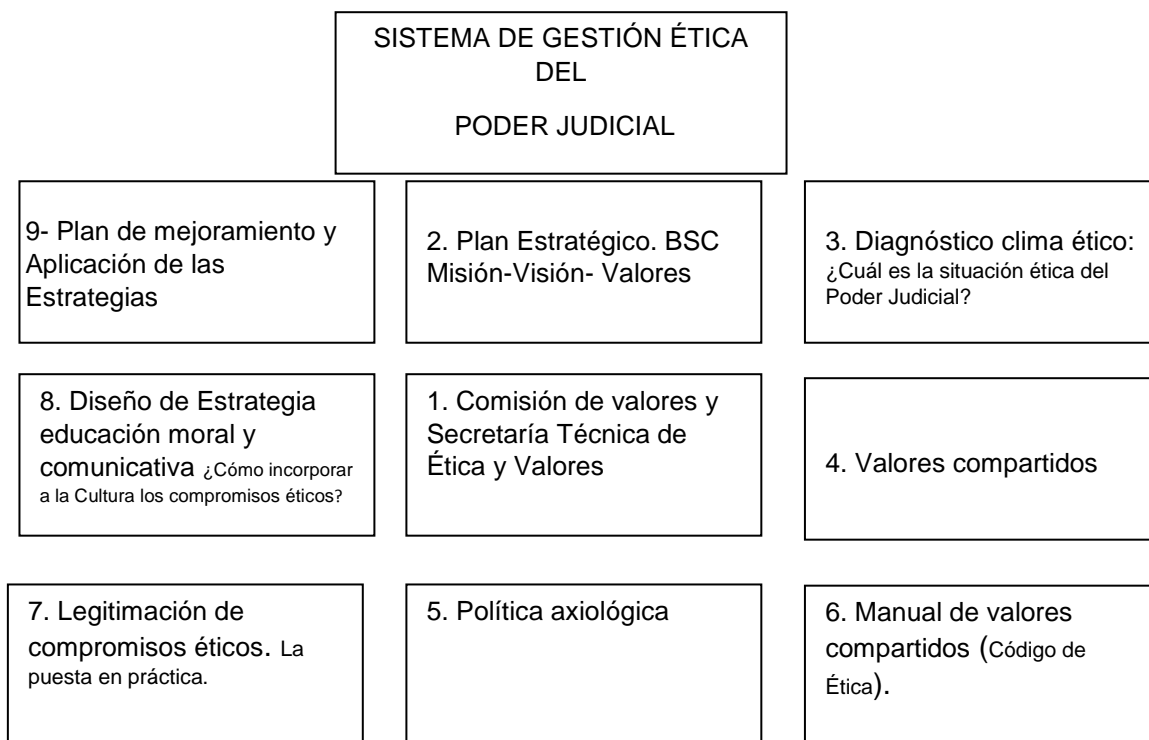 SISTEMA DE GESTIÓN ÉTICA
DEL
PODER JUDICIAL
9- Plan de mejoramiento y
Aplicación de las
Estrategias
2. Plan Estratégico. BSC
Misión-Visión- Valores
3. Diagnóstico clima ético:
¿Cuál es la situación ética del
Poder Judicial?
8. Diseño de Estrategia
educación moral y
comunicativa ¿Cómo incorporar
a la Cultura los compromisos éticos?
1. Comisión de valores y
Secretaría Técnica de
Ética y Valores
4. Valores compartidos
7. Legitimación de
compromisos éticos. La
puesta en práctica.
5. Política axiológica
6. Manual de valores
compartidos (Código de
Ética).